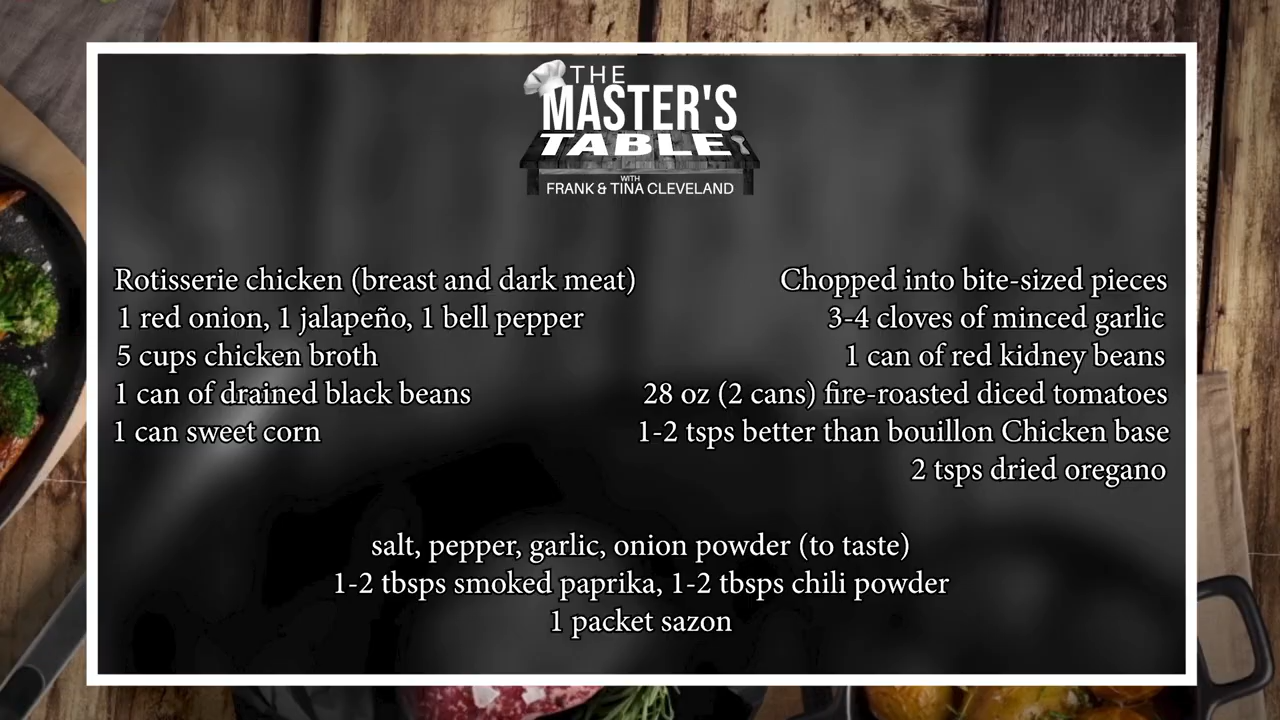 THE
MASTER'S
TABLE
WITH
FRANK & TINA CLEVELAND
Rotisserie chicken (breast and dark meat)
1 red onion, 1 jalapeño, 1 bell pepper
5 cups chicken broth
1 can of drained black beans
1 can sweet corn
Chopped into bite-sized pieces
3-4 cloves of minced garlic
1 can of red kidney beans
28 oz (2 cans) fire-roasted diced tomatoes
1-2 tsps better than bouillon Chicken base
2 tsps dried oregano
salt, pepper, garlic, onion powder (to taste)
1-2 tbsps smoked paprika, 1-2 tbsps chili powder
1 packet sazon